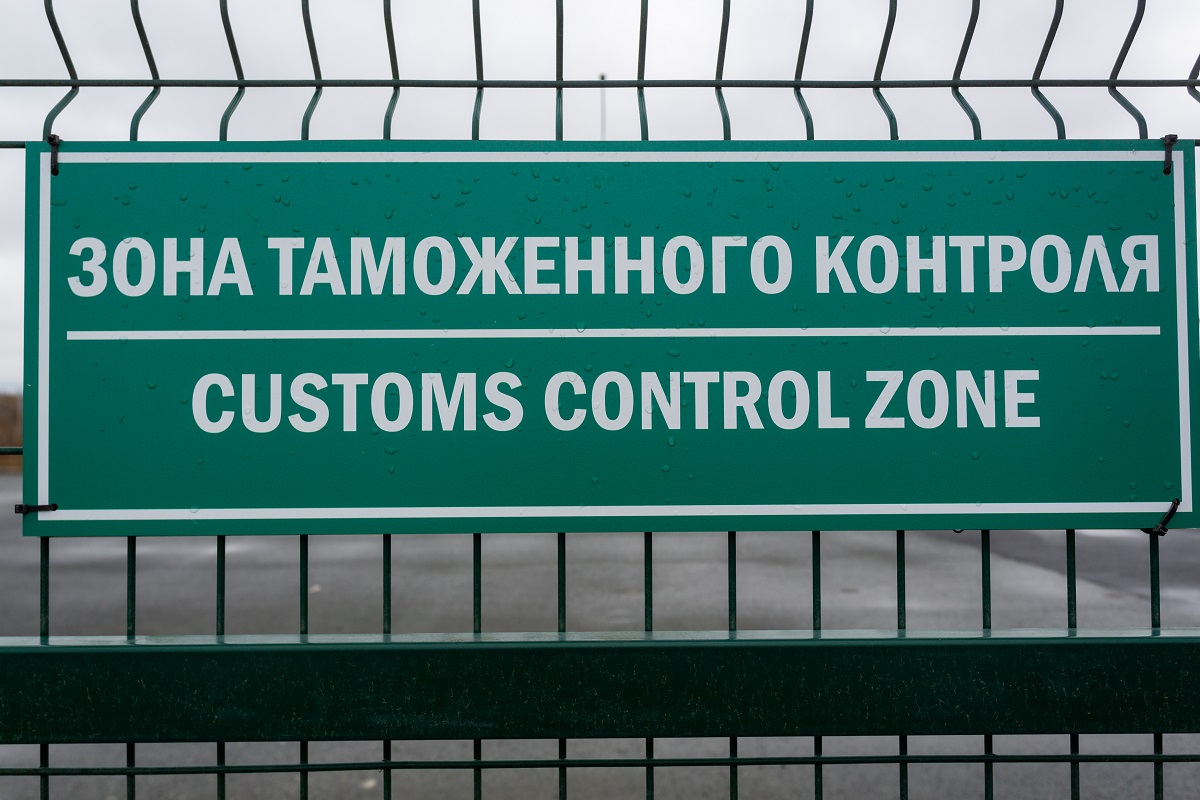 ЗОНА ТАМОЖЕННОГО КОНТРОЛЯ
CUSTOMS CONTROL ZONE